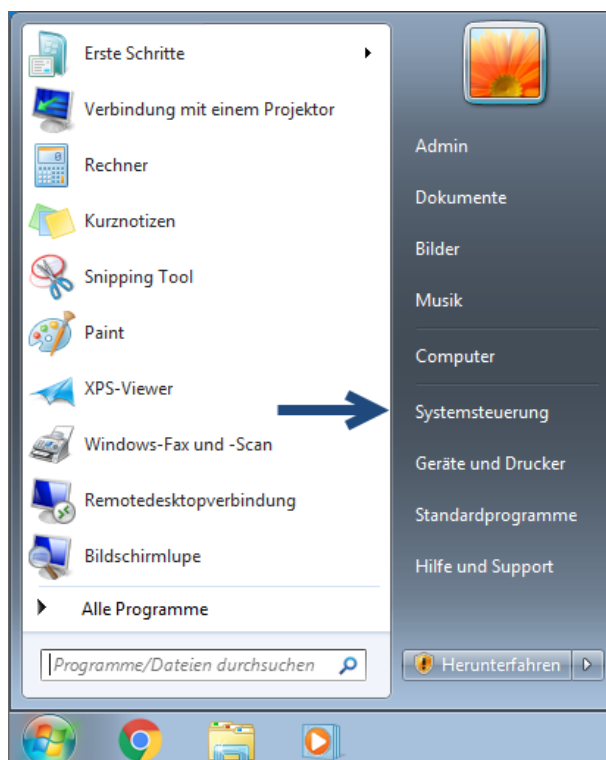 Erste Schritte
Verbindung mit einem Projektor
Rechner
Kurznotizen
Snipping Tool
Paint
XPS-Viewer
Windows-Fax und -Scan
Remotedesktopverbindung
Bildschirmlupe
Alle Programme
Programme/Dateien durchsuchen
Admin
Dokumente
Bilder
Musik
Computer
Systemsteuerung
Geräte und Drucker
Standardprogramme
Hilfe und Support
Herunterfahren